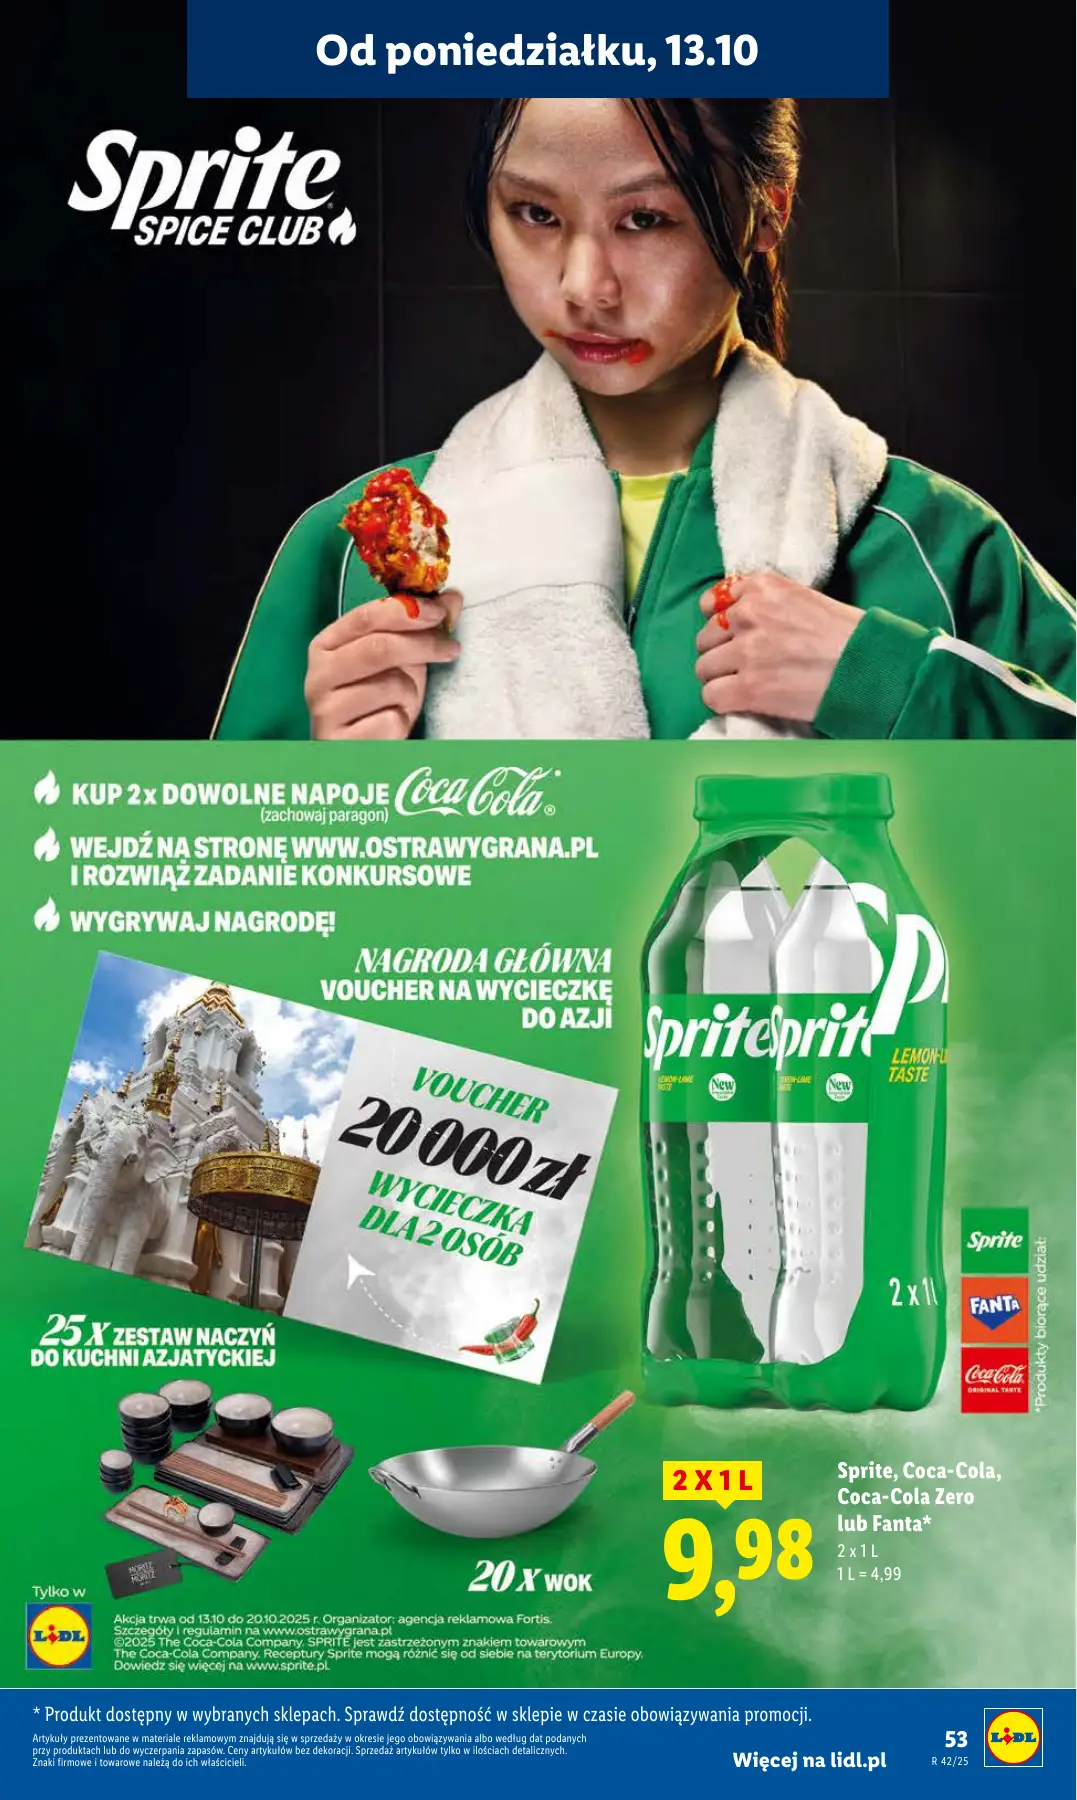 Od poniedziałku, 13.10
Sprite
SPICE CLUB
KUP 2x DOWOLNE NAPOJE Coca-Cola®*
(zachowaj paragon)
WEJDŹ NA STRONĘ WWW.OSTRAWYGRANA.PL
I ROZWIĄŻ ZADANIE KONKURSOWE
WYGRYWAJ NAGRODĘ!
NAGRODA GŁÓWNA
VOUCHER NA WYCIECZKĘ
DO AZJI
VOUCHER
20 000 zł
WYCIECZKA
DLA 2 OSÓB
Sprite Sprite
LEMON-LIME
TASTE
New
New
LEMON-L
TASTE
2 x 1L
Sprite
FANTA
Coca-Cola
ORIGINAL TASTE
*Produkty biorące udział:
25 X ZESTAW NACZYŃ
DO KUCHNI AZJATYCKIEJ
20 X WOK
2 X 1 L
9,98
Sprite, Coca-Cola,
Coca-Cola Zero
lub Fanta*
2 x 1 L
1 L = 4,99
Tylko w
LIDL
Akcja trwa od 13.10 do 20.10.2025 r. Organizator: agencja reklamowa Fortis.
Szczegóły i regulamin na www.ostrawygrana.pl
©2025 The Coca-Cola Company. SPRITE jest zastrzeżonym znakiem towarowym
The Coca-Cola Company. Receptury Sprite mogą różnić się od siebie na terytorium Europy.
Dowiedz się więcej na www.sprite.pl.
* Produkt dostępny w wybranych sklepach. Sprawdź dostępność w sklepie w czasie obowiązywania promocji.
Artykuły prezentowane w materiale reklamowym znajdują się w sprzedaży w okresie jego obowiązywania albo według dat podanych
przy produktach lub do wyczerpania zapasów. Ceny artykułów bez dekoracji. Sprzedaż artykułów tylko w ilościach detalicznych.
Znaki firmowe i towarowe należą do ich właścicieli.
Więcej na lidl.pl
53
R 42/25
LIDL